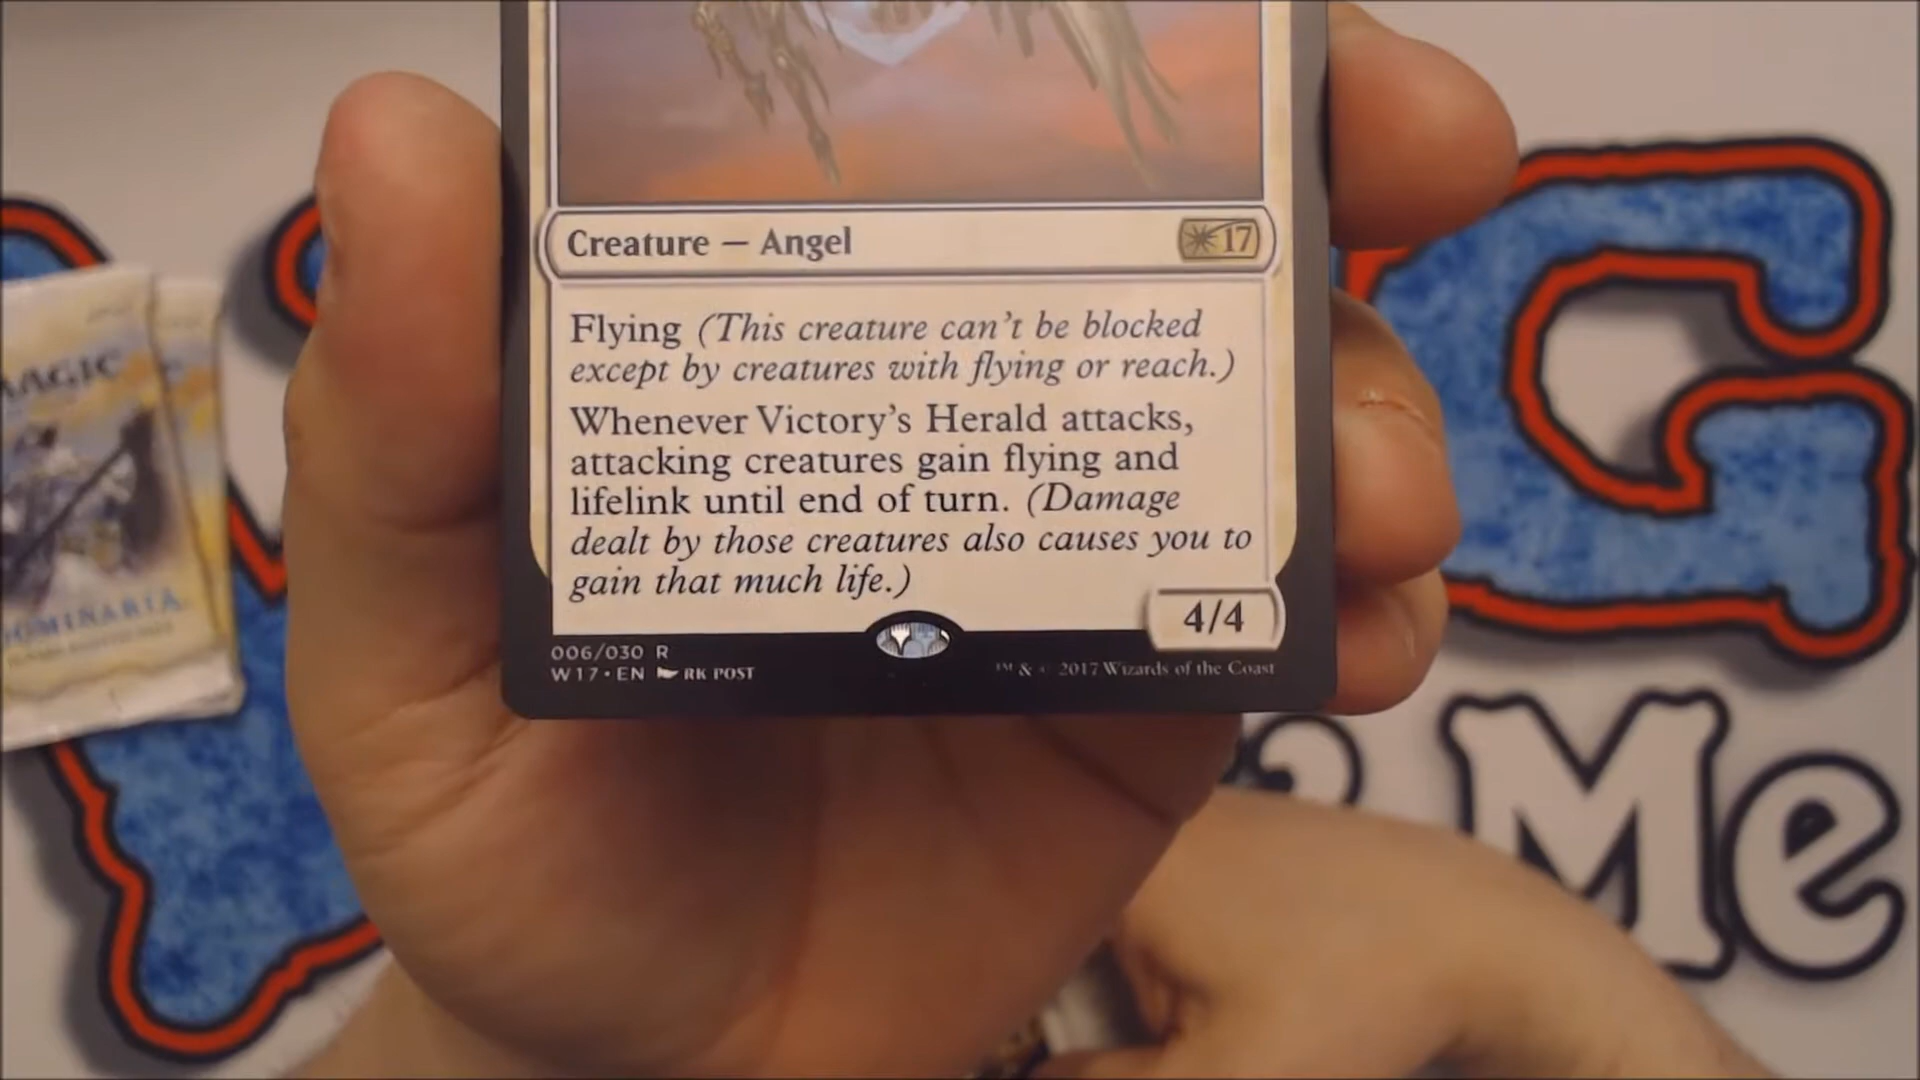 Creature — Angel
17
Flying (This creature can't be blocked
except by creatures with flying or reach.)
Whenever Victory's Herald attacks,
attacking creatures gain flying and
lifelink until end of turn. (Damage
dealt by those creatures also causes you to
gain that much life.)
4/4
006/030 R
W17 • EN RK POST
™ & © 2017 Wizards of the Coast
MAGIC
DOMINARIA
G
Me